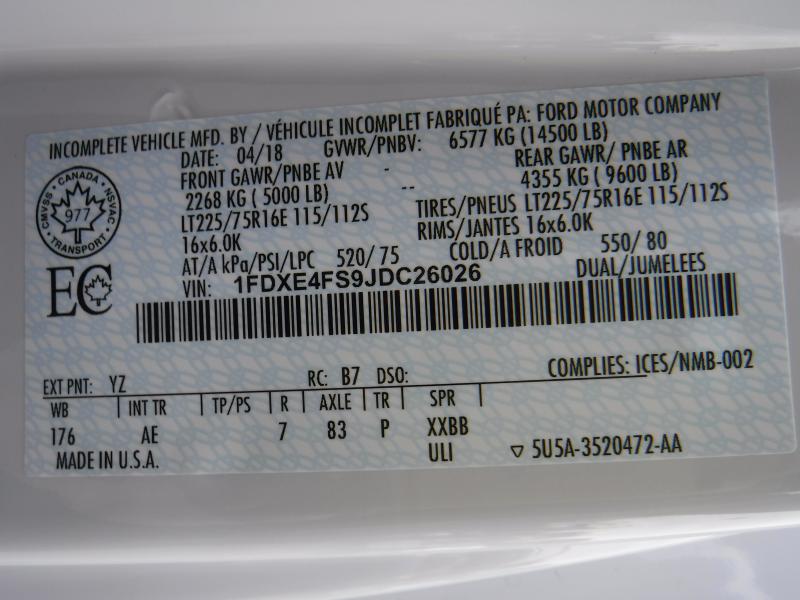 INCOMPLETE VEHICLE MFD. BY / VÉHICULE INCOMPLET FABRIQUÉ PA: FORD MOTOR COMPANY
DATE: 04/18 GVWR/PNBV: 6577 KG (14500 LB)
FRONT GAWR/PNBE AV - REAR GAWR/ PNBE AR
2268 KG ( 5000 LB) -- 4355 KG ( 9600 LB)
LT225/75R16E 115/112S TIRES/PNEUS LT225/75R16E 115/112S
16x6.0K RIMS/JANTES 16x6.0K
AT/A kPa/PSI/LPC 520/ 75 COLD/A FROID 550/ 80
VIN: 1FDXE4FS9JDC26026 DUAL/JUMELEES
CANADA
CMVSS NSVAC
977
TRANSPORT
EC
EXT PNT: YZ RC: B7 DSO: COMPLIES: ICES/NMB-002
WB | INT TR | TP/PS | R | AXLE | TR | SPR |
176 AE 7 83 P XXBB
MADE IN U.S.A. ULI ▽ 5U5A-3520472-AA